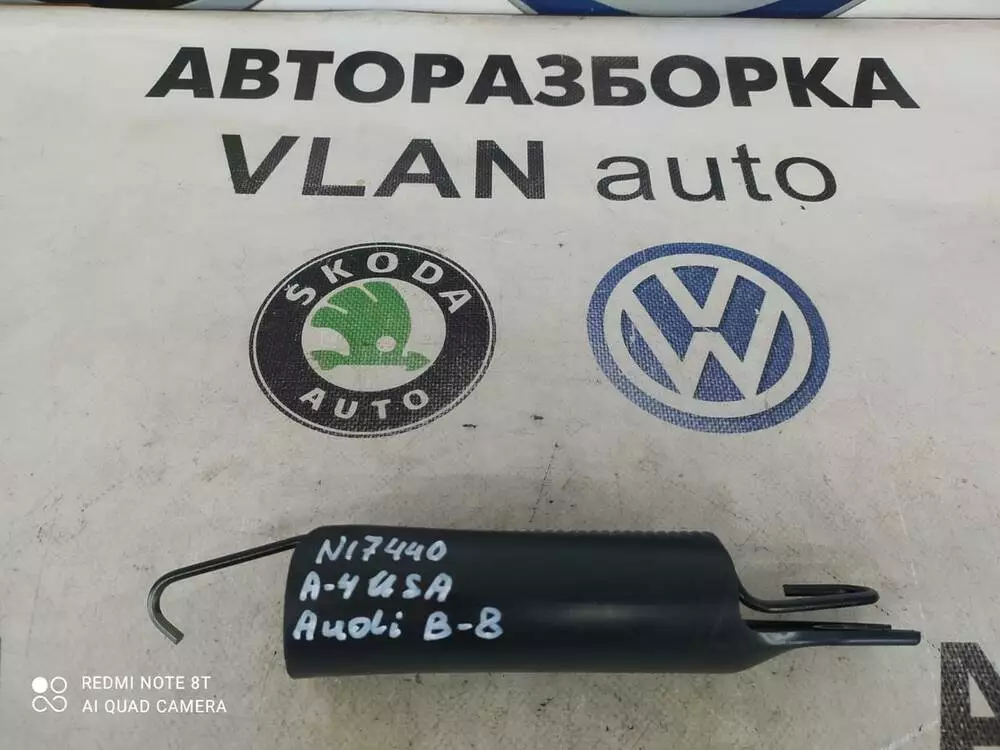 АВТОРАЗБОРКА
VLAN auto
ŠKODA
AUTO
N17440
A-4 USA
Audi B-8
REDMI NOTE 8T
AI QUAD CAMERA